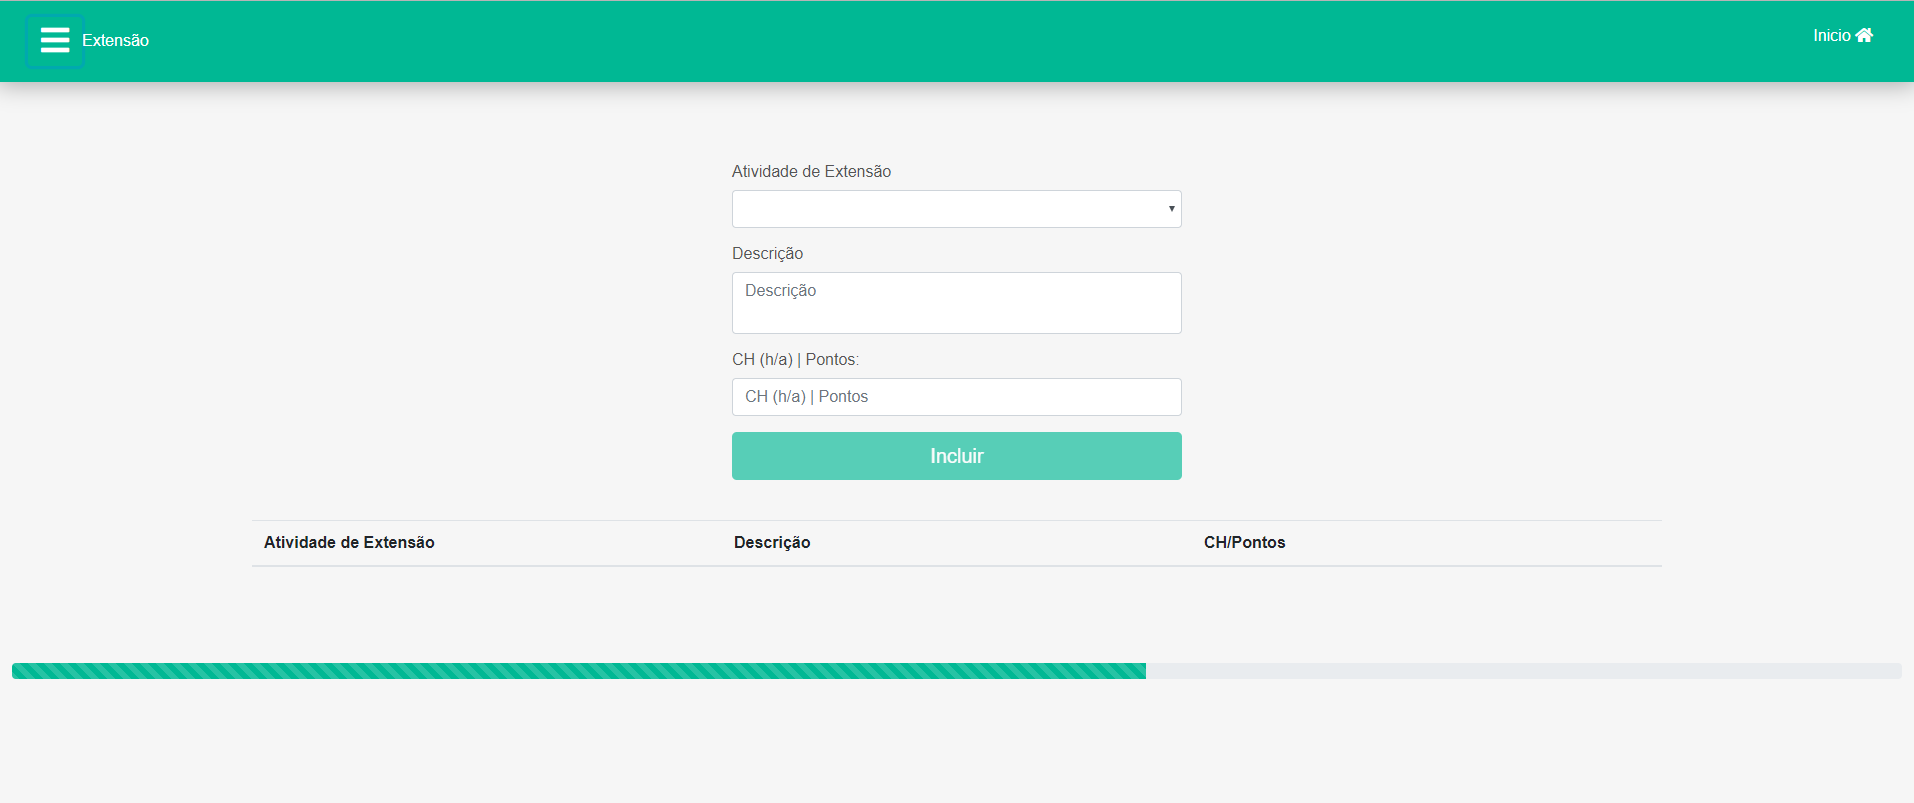 Extensão
Inicio
Atividade de Extensão
Descrição
Descrição
CH (h/a) | Pontos:
CH (h/a) | Pontos
Incluir
Atividade de Extensão Descrição CH/Pontos